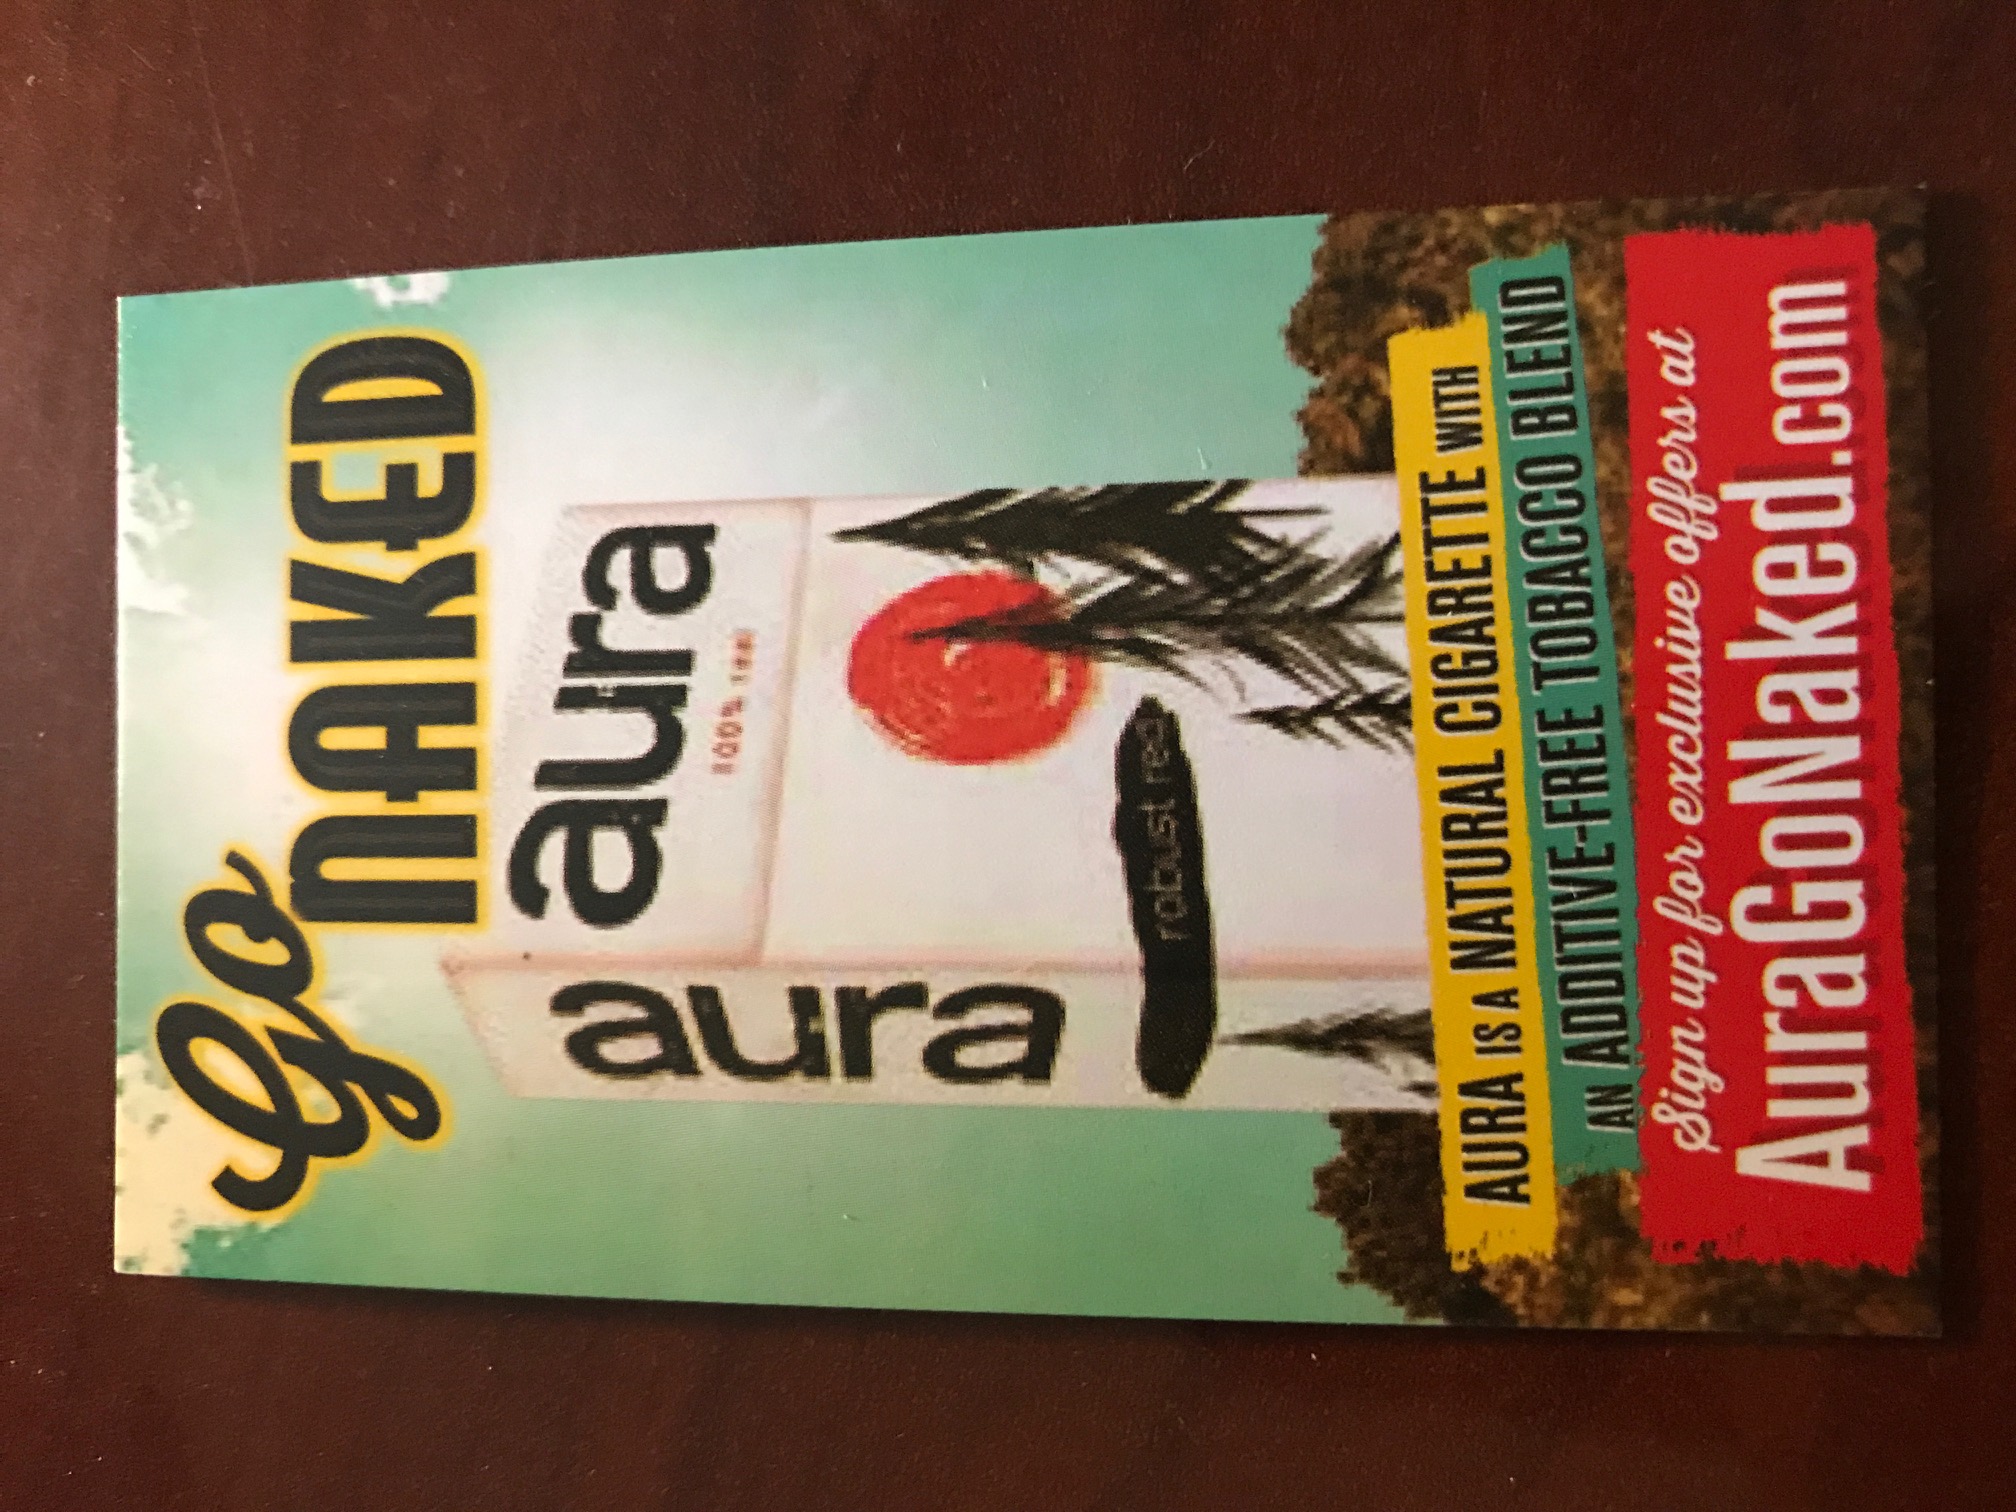 Go
NAKED
aura
100% real
aura
robust red
AURA IS A NATURAL CIGARETTE WITH
AN ADDITIVE-FREE TOBACCO BLEND
Sign up for exclusive offers at
AuraGoNaked.com